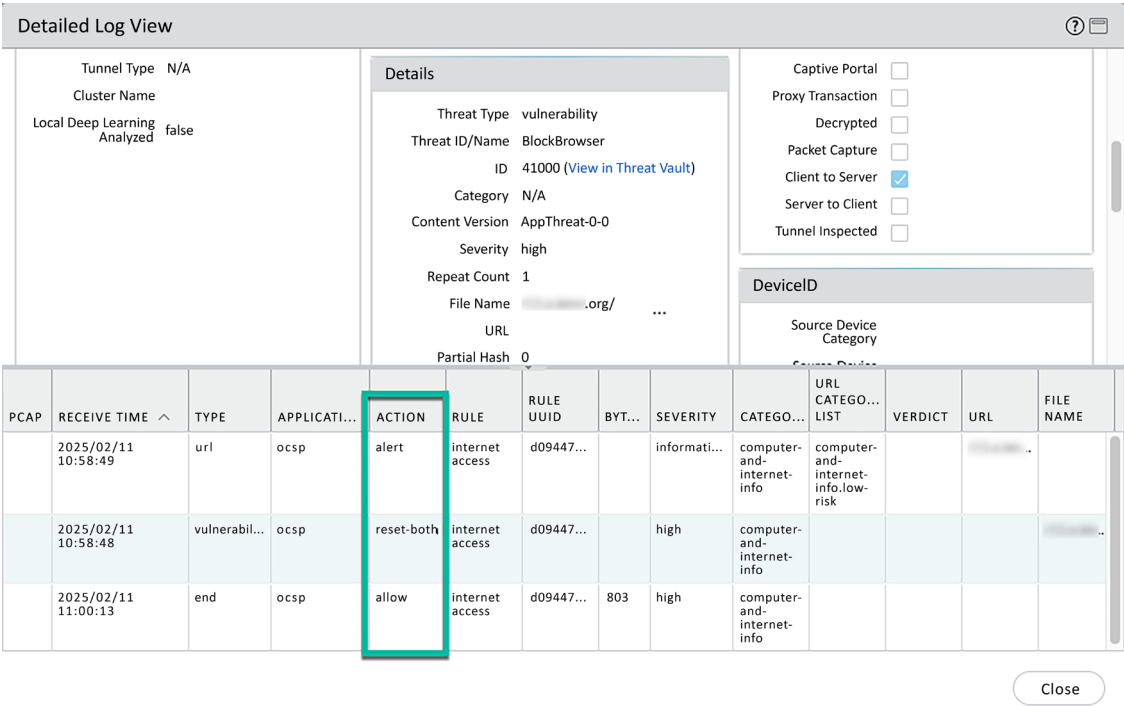 Detailed Log View
Tunnel Type N/A
Cluster Name
Local Deep Learning
Analyzed false
Details
Threat Type vulnerability
Threat ID/Name BlockBrowser
ID 41000 (View in Threat Vault)
Category N/A
Content Version AppThreat-0-0
Severity high
Repeat Count 1
File Name .org/ ...
URL
Partial Hash 0
Captive Portal
Proxy Transaction
Decrypted
Packet Capture
Client to Server
Server to Client
Tunnel Inspected
DeviceID
Source Device
Category
Source Device
PCAP RECEIVE TIME TYPE APPLICATI... ACTION RULE RULE UUID BYT... SEVERITY CATEGO... URL CATEGO... LIST VERDICT URL FILE NAME
2025/02/11 10:58:49 url ocsp alert internet access d09447... informati... computer-and-internet-info computer-and-internet-info.low-risk ..
2025/02/11 10:58:48 vulnerabil... ocsp reset-both internet access d09447... high computer-and-internet-info ..
2025/02/11 11:00:13 end ocsp allow internet access d09447... 803 high computer-and-internet-info
Close